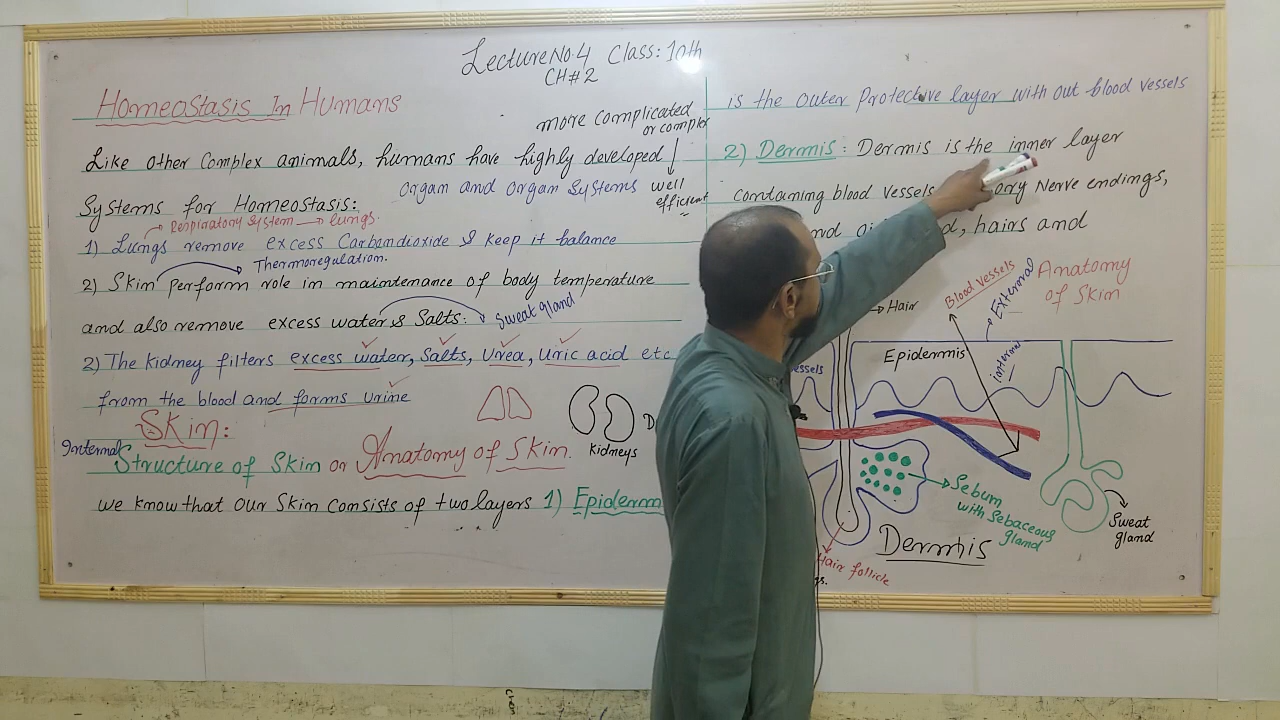 Lecture No 4 Class: 10th
CH#2
Homeostasis In Humans
more complicated
or complex
Like other complex animals, humans have highly developed
organ and organ systems
well
efficient
Systems for Homeostasis:
Respiratory System → lungs.
1) Lungs remove excess Carbondioxide & keep it balance
Thermoregulation.
2) Skin perform role in maintenance of body temperature
and also remove excess water & Salts: Sweat gland
2) The kidney filters excess water, Salts, Urea, Uric acid etc
from the blood and forms urine
Skin:
kidneys
Internal
Structure of Skin or Anatomy of Skin.
we know that our Skin consists of two layers 1) Epiderm
is the outer Protective layer with out blood vessels
2) Dermis: Dermis is the inner layer
containing blood vessels Nerve endings,
hairs and
Anatomy
of Skin
Blood vessels
External
Hair
Epidermis
internal
essels
Sebum
with Sebaceous
gland
Sweat
gland
Dermis
Hair follicle